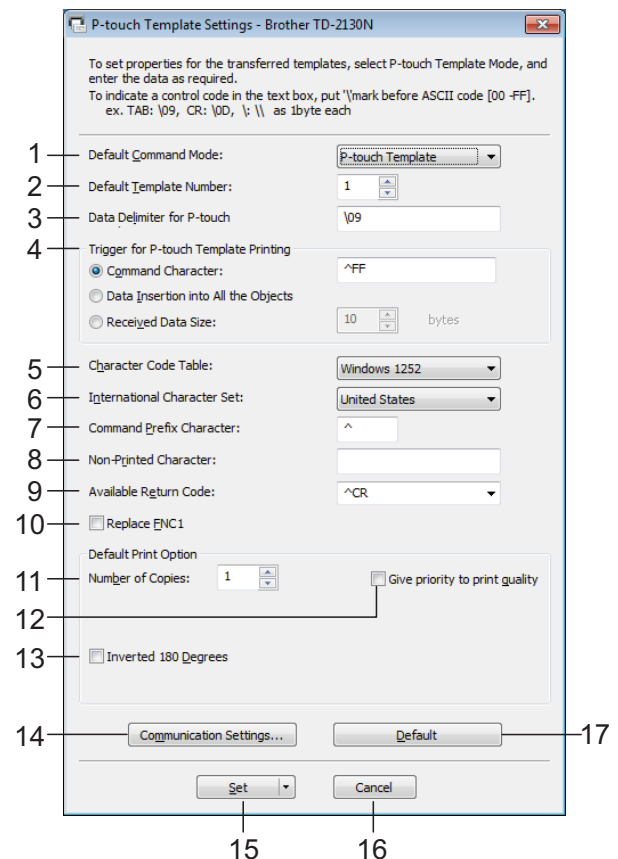 P-touch Template Settings - Brother TD-2130N
To set properties for the transferred templates, select P-touch Template Mode, and
enter the data as required.
To indicate a control code in the text box, put '\'mark before ASCII code [00 -FF].
ex. TAB: \09, CR: \0D, \: \\ as 1byte each
1 Default Command Mode: P-touch Template
2 Default Template Number: 1
3 Data Delimiter for P-touch \09
4 Trigger for P-touch Template Printing
Command Character: ^FF
Data Insertion into All the Objects
Received Data Size: 10 bytes
5 Character Code Table: Windows 1252
6 International Character Set: United States
7 Command Prefix Character: ^
8 Non-Printed Character:
9 Available Return Code: ^CR
10 Replace FNC1
Default Print Option
11 Number of Copies: 1 Give priority to print quality
12
13 Inverted 180 Degrees
14 Communication Settings... Default 17
Set Cancel
15 16